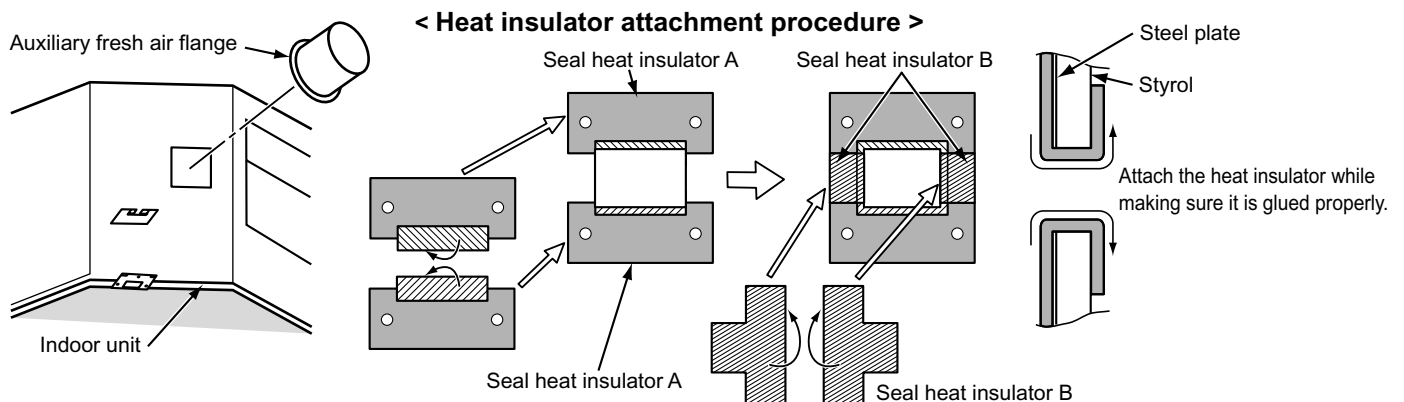 < Heat insulator attachment procedure >
Auxiliary fresh air flange
Indoor unit
Seal heat insulator A
Seal heat insulator A
Seal heat insulator B
Seal heat insulator B
Steel plate
Styrol
Attach the heat insulator while
making sure it is glued properly.